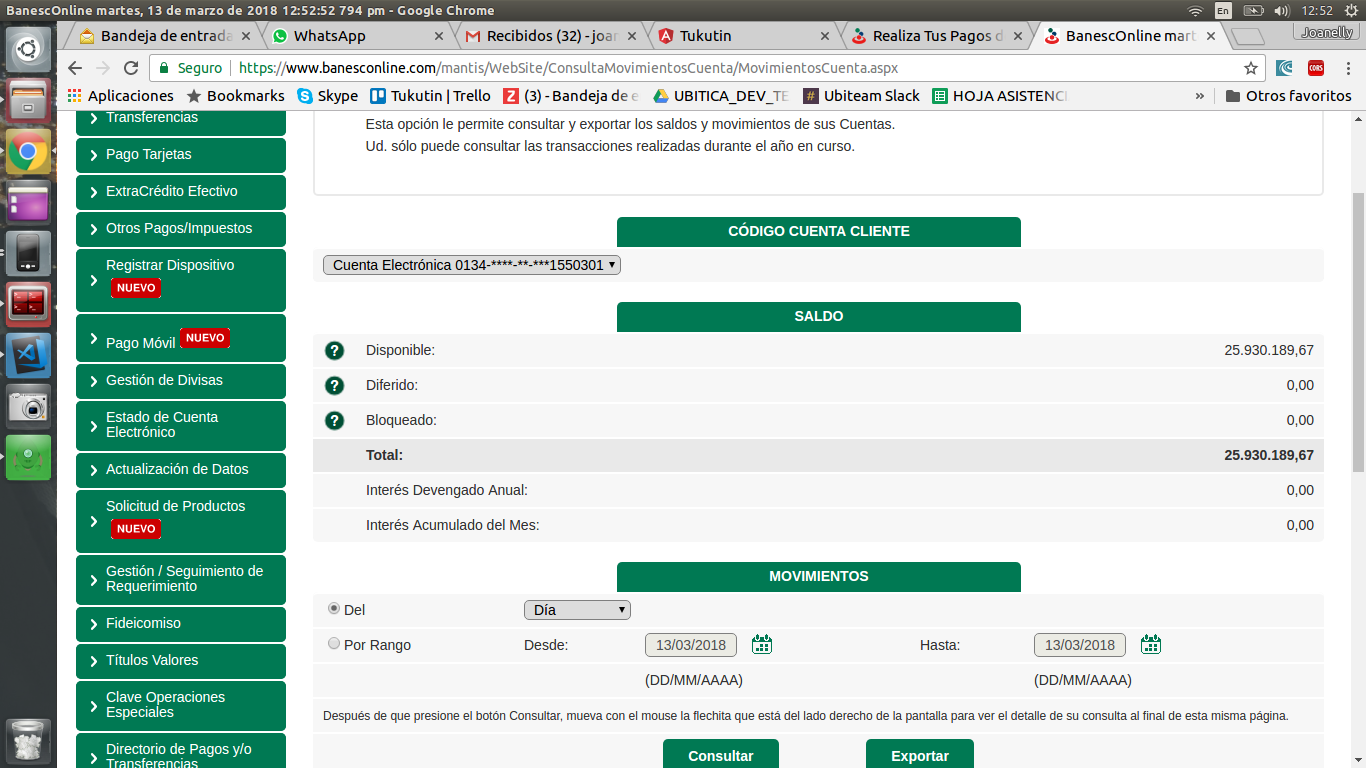 BanescOnline martes, 13 de marzo de 2018 12:52:52 794 pm - Google Chrome
En
12:52
Bandeja de entrada
WhatsApp
Recibidos (32) - joan
Tukutin
Realiza Tus Pagos d
BanescOnline mart
Joanelly
Seguro
https://www.banesconline.com/mantis/WebSite/ConsultaMovimientosCuenta/MovimientosCuenta.aspx
CORS
Aplicaciones
Bookmarks
Skype
Tukutin | Trello
(3) - Bandeja de e
UBITICA_DEV_TE
Ubiteam Slack
HOJA ASISTENCI
»
Otros favoritos
Transferencias
Pago Tarjetas
ExtraCrédito Efectivo
Otros Pagos/Impuestos
Registrar Dispositivo
NUEVO
Pago Móvil NUEVO
Gestión de Divisas
Estado de Cuenta
Electrónico
Actualización de Datos
Solicitud de Productos
NUEVO
Gestión / Seguimiento de
Requerimiento
Fideicomiso
Títulos Valores
Clave Operaciones
Especiales
Directorio de Pagos y/o
Transferencias
Esta opción le permite consultar y exportar los saldos y movimientos de sus Cuentas.
Ud. sólo puede consultar las transacciones realizadas durante el año en curso.
CÓDIGO CUENTA CLIENTE
Cuenta Electrónica 0134-****-**-***1550301
SALDO
? Disponible: 25.930.189,67
? Diferido: 0,00
? Bloqueado: 0,00
Total: 25.930.189,67
Interés Devengado Anual: 0,00
Interés Acumulado del Mes: 0,00
MOVIMIENTOS
Del Día
Por Rango Desde: 13/03/2018 Hasta: 13/03/2018
(DD/MM/AAAA) (DD/MM/AAAA)
Después de que presione el botón Consultar, mueva con el mouse la flechita que está del lado derecho de la pantalla para ver el detalle de su consulta al final de esta misma página.
Consultar Exportar